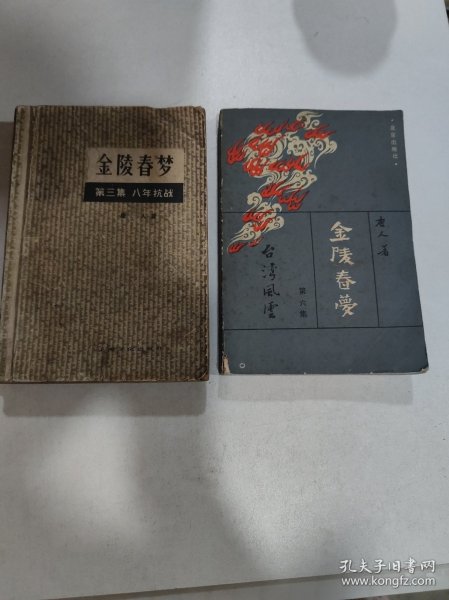 金陵春梦
第三集 八年抗战
金陵春夢
唐人著
第六集
台湾風雲
孔夫子旧书网
www.kongfz.com